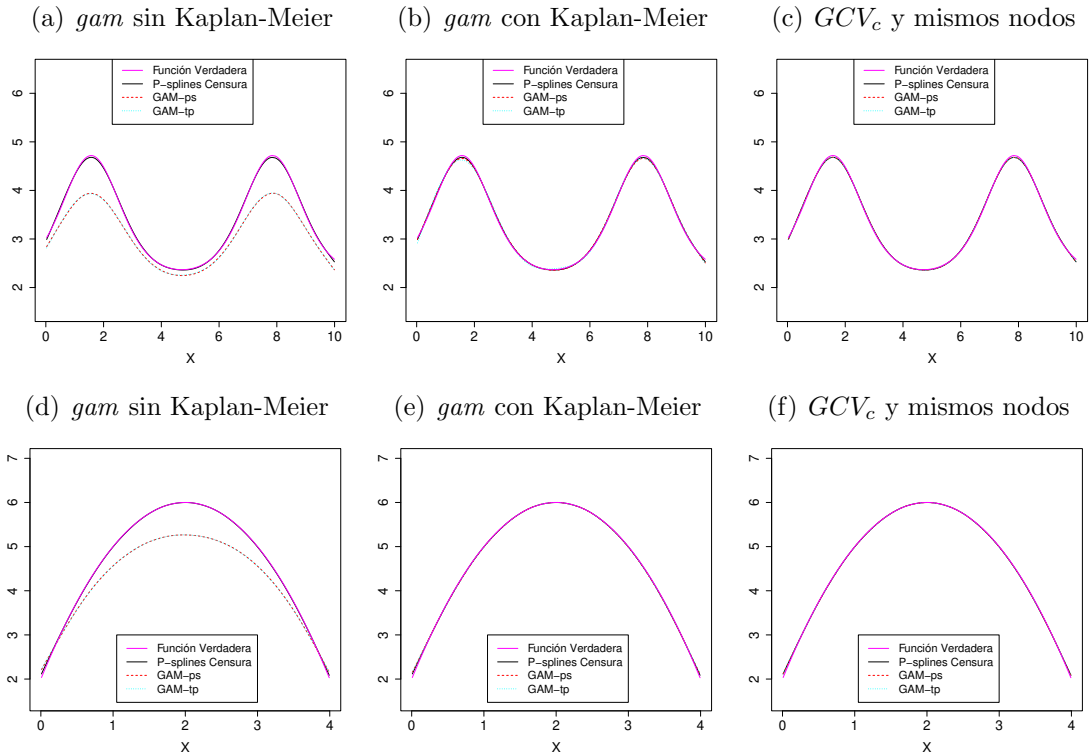 (a) gam sin Kaplan-Meier
(b) gam con Kaplan-Meier
(c) GCVc y mismos nodos
Función Verdadera
P−splines Censura
GAM−ps
GAM−tp
6
5
4
3
2
0 2 4 6 8 10
X
Función Verdadera
P−splines Censura
GAM−ps
GAM−tp
6
5
4
3
2
0 2 4 6 8 10
X
Función Verdadera
P−splines Censura
GAM−ps
GAM−tp
6
5
4
3
2
0 2 4 6 8 10
X
(d) gam sin Kaplan-Meier
(e) gam con Kaplan-Meier
(f) GCVc y mismos nodos
7
6
5
4
3
2
Función Verdadera
P−splines Censura
GAM−ps
GAM−tp
0 1 2 3 4
X
7
6
5
4
3
2
Función Verdadera
P−splines Censura
GAM−ps
GAM−tp
0 1 2 3 4
X
7
6
5
4
3
2
Función Verdadera
P−splines Censura
GAM−ps
GAM−tp
0 1 2 3 4
X